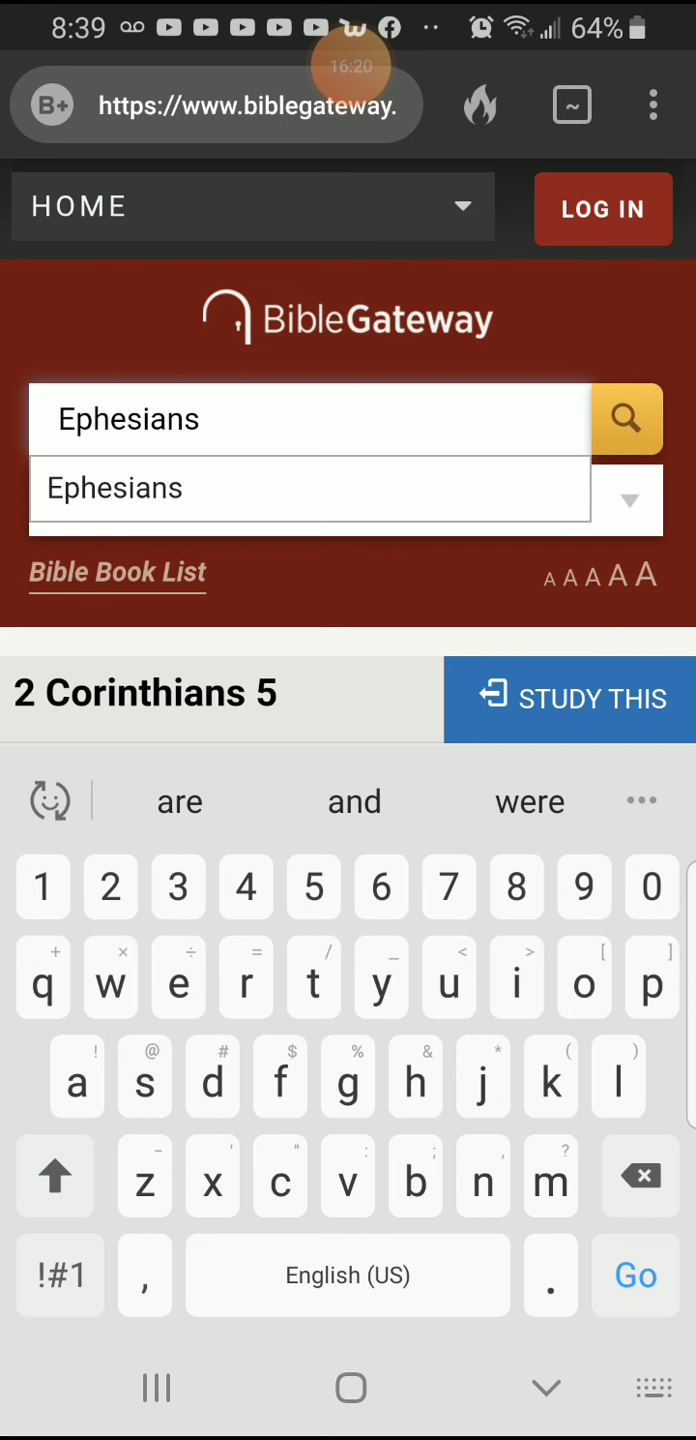 8:39 64%
16:20
B+ https://www.biblegateway. ~
HOME LOG IN
BibleGateway
Ephesians
Ephesians
Bible Book List A A A A A
2 Corinthians 5 STUDY THIS
are and were
1 2 3 4 5 6 7 8 9 0
+ × ÷ = / _ < > [ ]
q w e r t y u i o p
! @ # $ % & * ( )
a s d f g h j k l
- ' " : ; , ?
z x c v b n m
!#1 , English (US) . Go